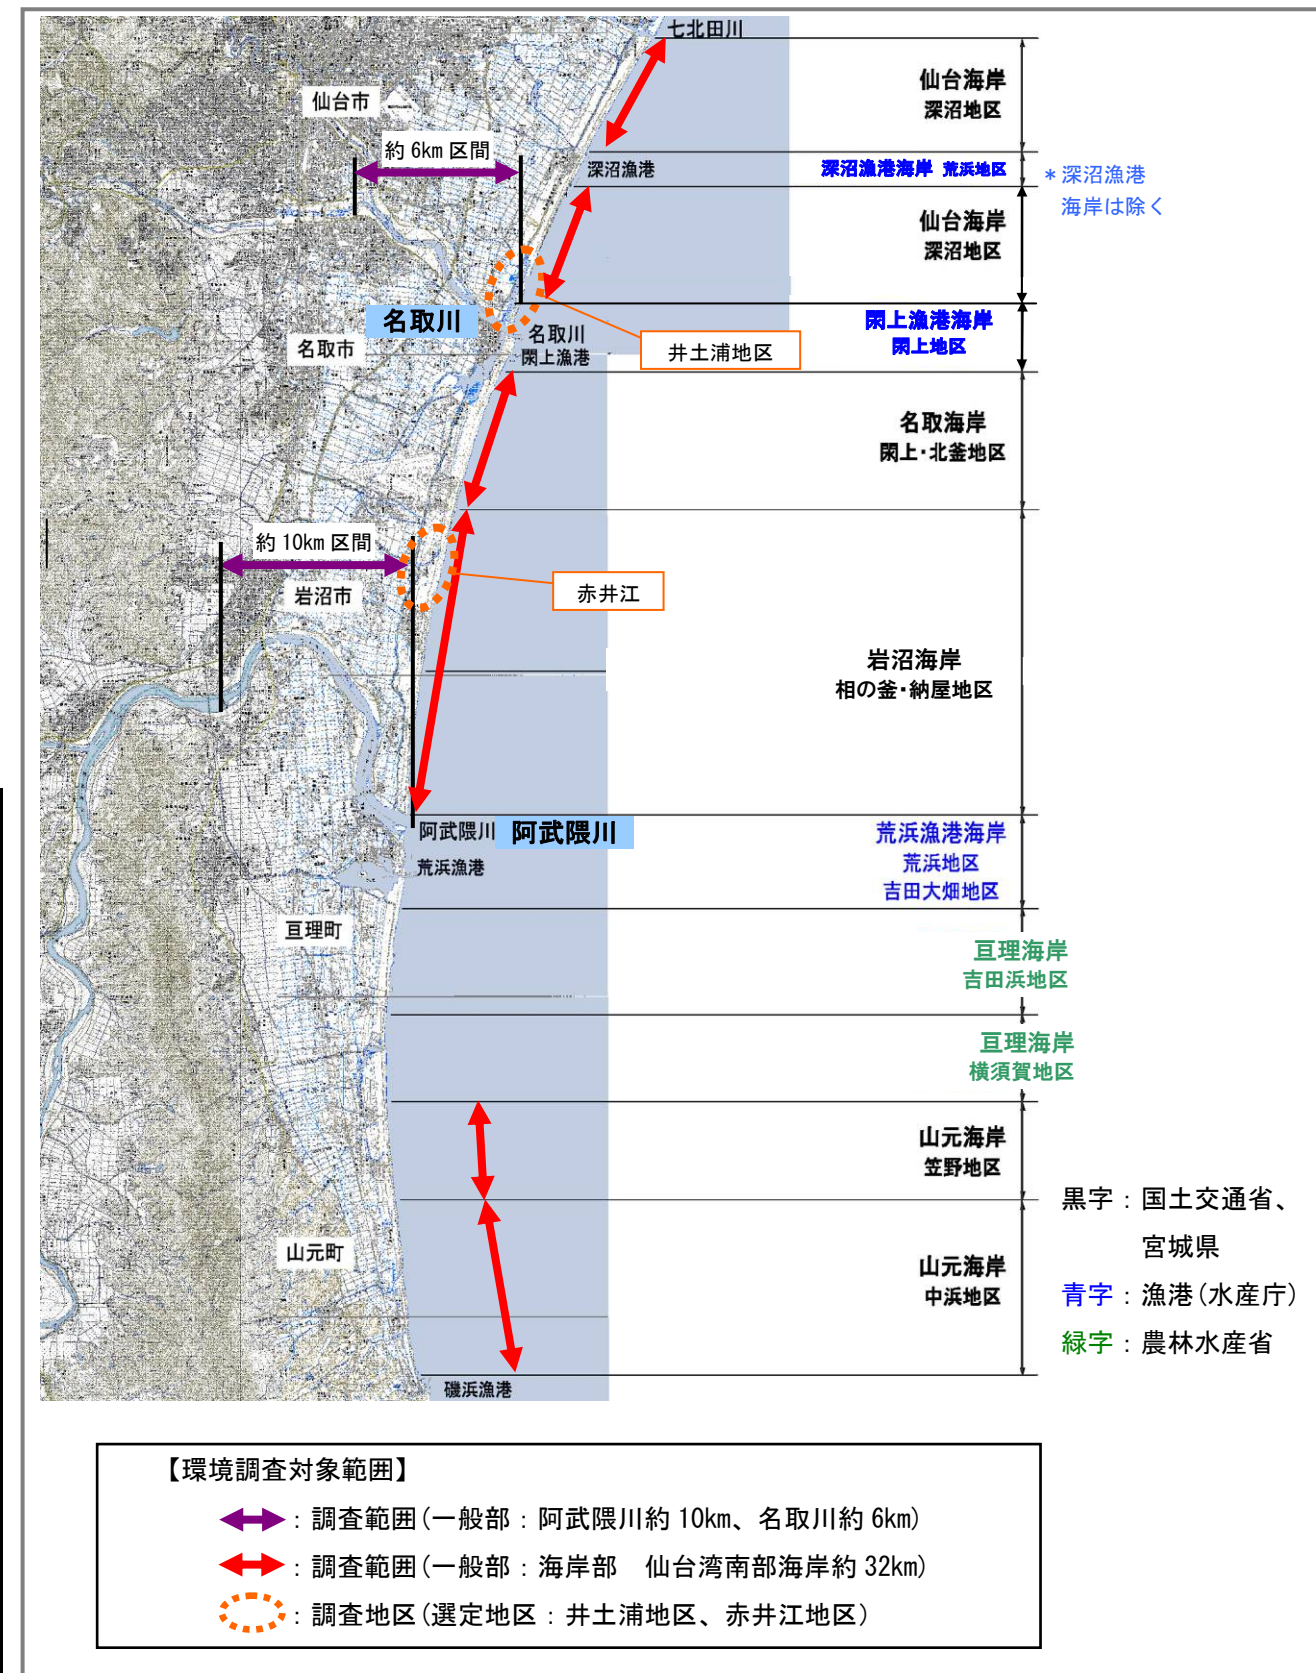 七北田川
仙台市
仙台海岸
深沼地区
約 6km 区間
深沼漁港
深沼漁港海岸 荒浜地区
＊深沼漁港
海岸は除く
仙台海岸
深沼地区
名取川
名取川
閖上漁港
名取市
井土浦地区
閖上漁港海岸
閖上地区
名取海岸
閖上・北釜地区
約 10km 区間
岩沼市
赤井江
岩沼海岸
相の釜・納屋地区
阿武隈川
阿武隈川
荒浜漁港
荒浜漁港海岸
荒浜地区
吉田大畑地区
亘理町
亘理海岸
吉田浜地区
亘理海岸
横須賀地区
山元海岸
笠野地区
山元町
山元海岸
中浜地区
磯浜漁港
黒字：国土交通省、
宮城県
青字：漁港(水産庁)
緑字：農林水産省
【環境調査対象範囲】
：調査範囲(一般部：阿武隈川約 10km、名取川約 6km)
：調査範囲(一般部：海岸部　仙台湾南部海岸約 32km)
：調査地区(選定地区：井土浦地区、赤井江地区)